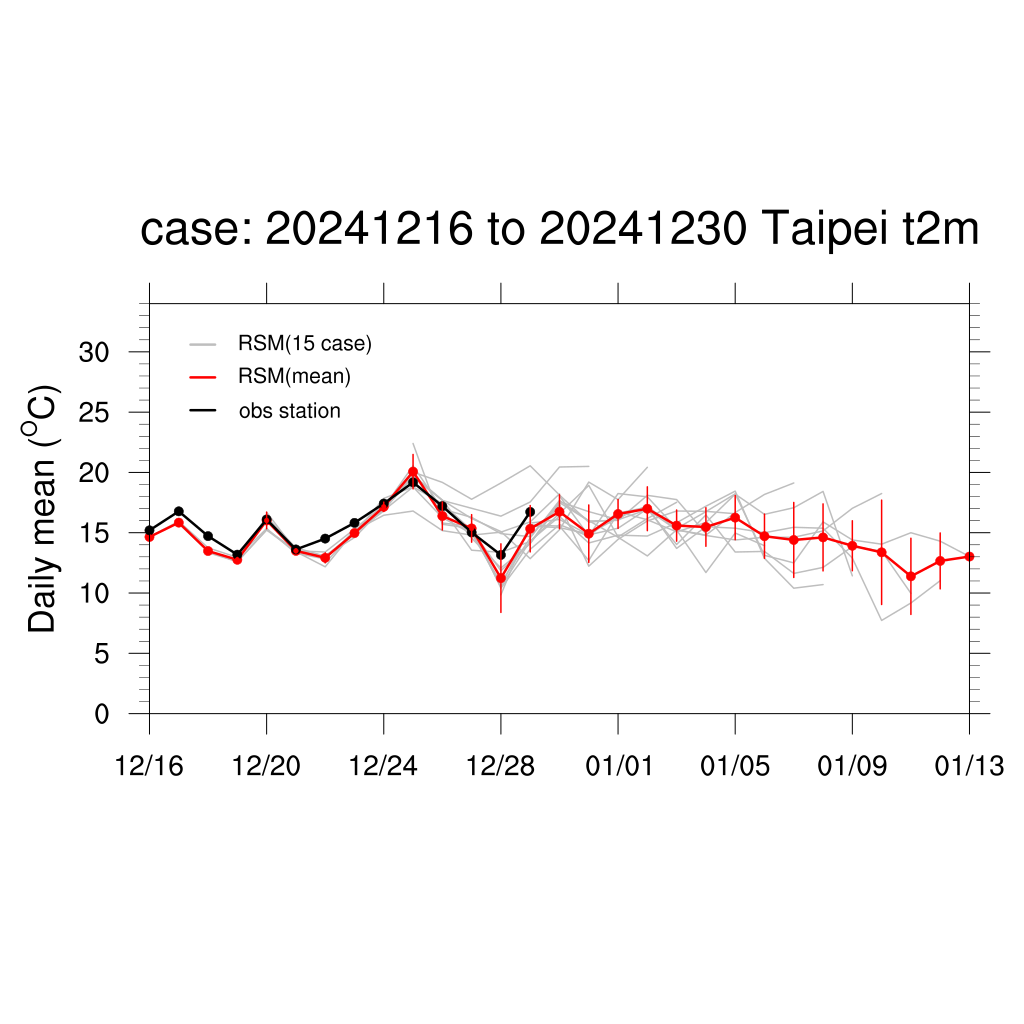 case: 20241216 to 20241230 Taipei t2m
RSM(15 case)
RSM(mean)
obs station
Daily mean (°C)
30
25
20
15
10
5
0
12/16 12/20 12/24 12/28 01/01 01/05 01/09 01/13